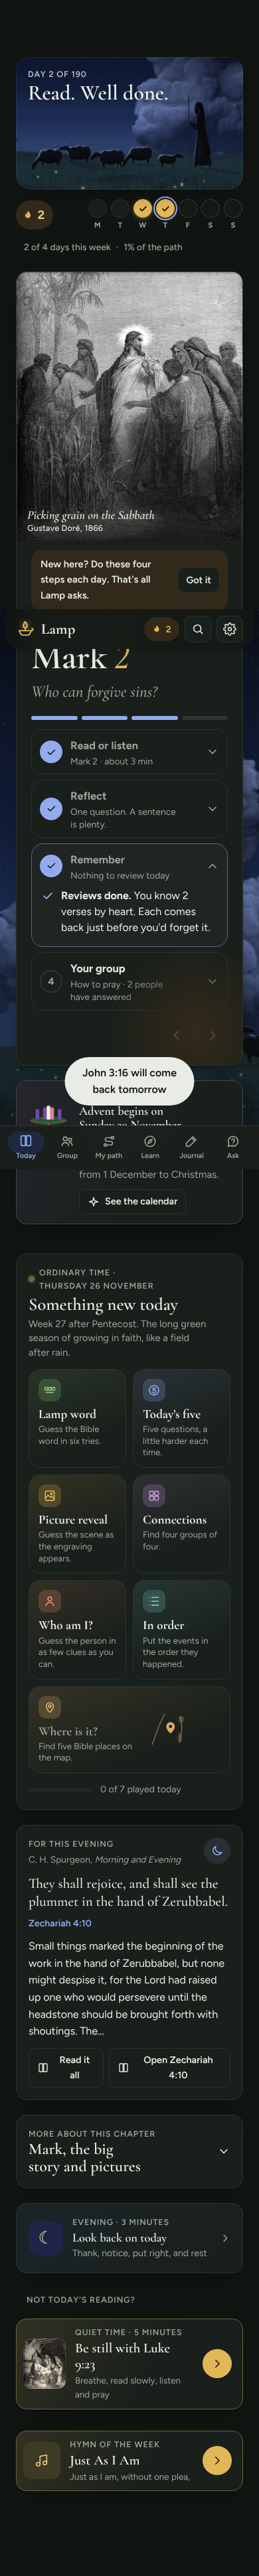 DAY 2 OF 190
Read. Well done.
2
M T W T F S S
2 of 4 days this week · 1% of the path
Picking grain on the Sabbath
Gustave Doré, 1866
New here? Do these four
steps each day. That's all
Lamp asks.
Got it
Lamp
2
Mark 2
Who can forgive sins?
Read or listen
Mark 2 · about 3 min
Reflect
One question. A sentence
is plenty.
Remember
Nothing to review today
Reviews done. You know 2
verses by heart. Each comes
back just before you'd forget it.
4
Your group
How to pray · 2 people
have answered
John 3:16 will come
back tomorrow
Advent begins on
Sunday 29 November
Today
Group
My path
Learn
Journal
Ask
from 1 December to Christmas.
See the calendar
ORDINARY TIME ·
THURSDAY 26 NOVEMBER
Something new today
Week 27 after Pentecost. The long green
season of growing in faith, like a field
after rain.
Lamp word
Guess the Bible
word in six tries.
Today's five
Five questions, a
little harder each
time.
Picture reveal
Guess the scene as
the engraving
appears.
Connections
Find four groups of
four.
Who am I?
Guess the person in
as few clues as you
can.
In order
Put the events in
the order they
happened.
Where is it?
Find five Bible places on
the map.
0 of 7 played today
FOR THIS EVENING
C. H. Spurgeon, Morning and Evening
They shall rejoice, and shall see the
plummet in the hand of Zerubbabel.
Zechariah 4:10
Small things marked the beginning of the
work in the hand of Zerubbabel, but none
might despise it, for the Lord had raised
up one who would persevere until the
headstone should be brought forth with
shoutings. The…
Read it
all
Open Zechariah
4:10
MORE ABOUT THIS CHAPTER
Mark, the big
story and pictures
EVENING · 3 MINUTES
Look back on today
Thank, notice, put right, and rest
NOT TODAY'S READING?
QUIET TIME · 5 MINUTES
Be still with Luke
9:23
Breathe, read slowly, listen
and pray
HYMN OF THE WEEK
Just As I Am
Just as I am, without one plea,